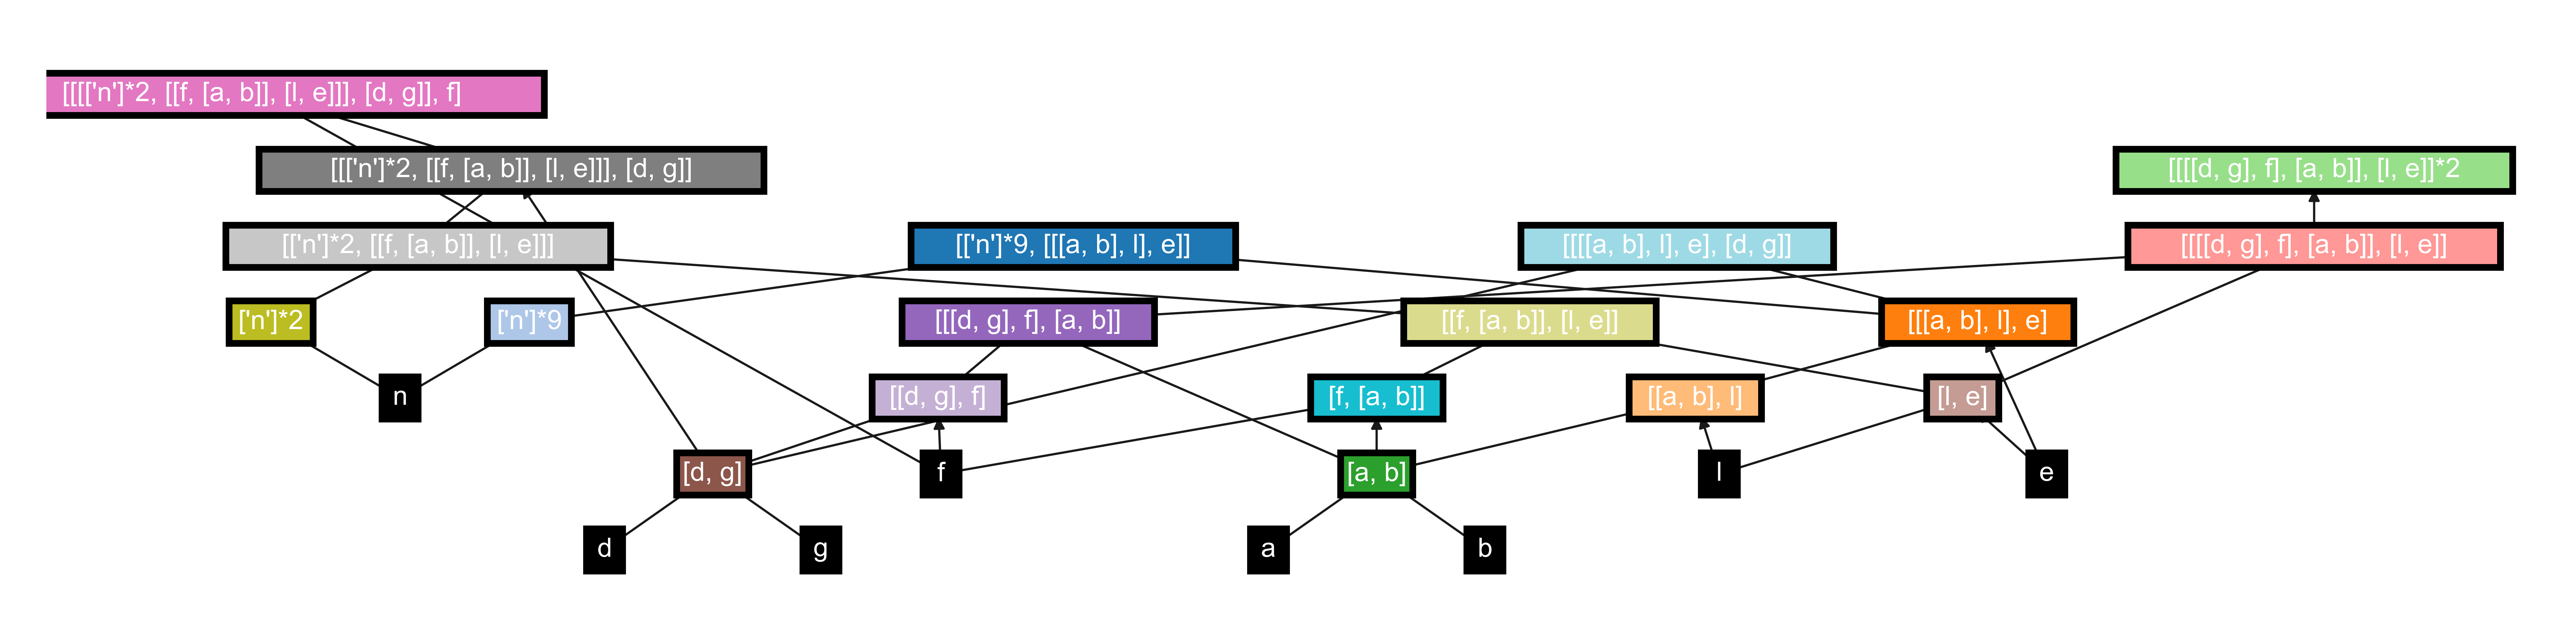 [[[['n']*2, [[f, [a, b]], [l, e]]], [d, g]], f]
[[['n']*2, [[f, [a, b]], [l, e]]], [d, g]]
[[[[d, g], f], [a, b]], [l, e]]*2
[['n']*2, [[f, [a, b]], [l, e]]]
[['n']*9, [[[a, b], l], e]]
[[[[a, b], l], e], [d, g]]
[[[[d, g], f], [a, b]], [l, e]]
['n']*2
['n']*9
[[[d, g], f], [a, b]]
[[f, [a, b]], [l, e]]
[[[a, b], l], e]
n
[[d, g], f]
[f, [a, b]]
[[a, b], l]
[l, e]
[d, g]
f
[a, b]
l
e
d
g
a
b